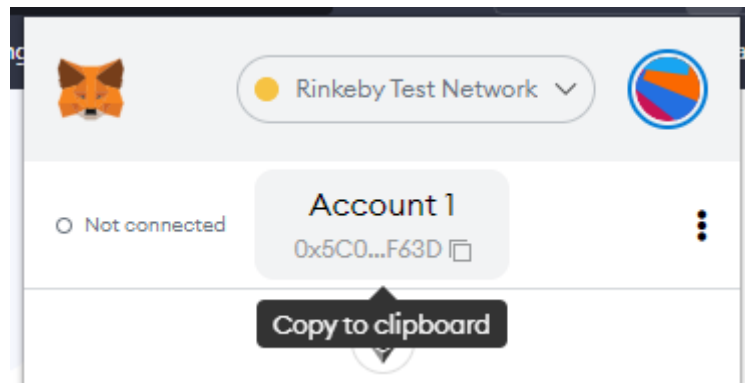 Rinkeby Test Network
Not connected
Account 1
0x5C0...F63D
Copy to clipboard